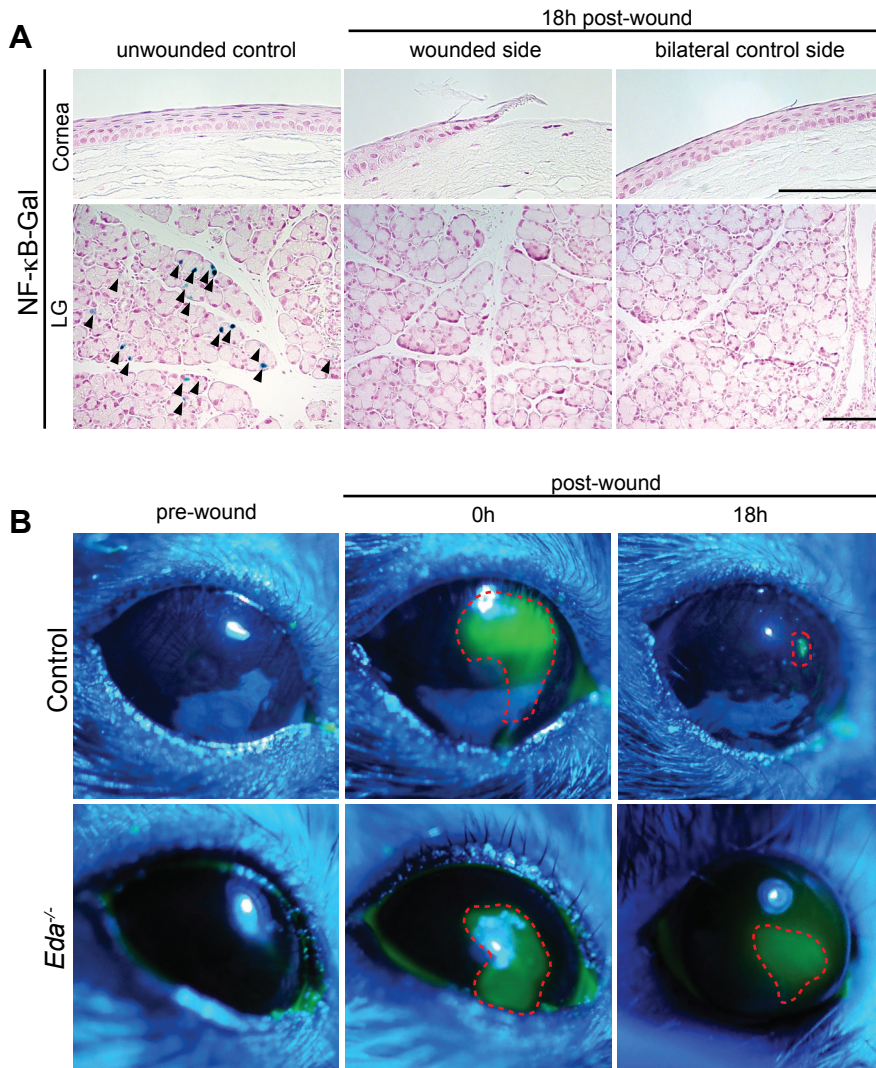 A
18h post-wound
unwounded control
wounded side
bilateral control side
NF-κB-Gal
Cornea
LG
B
post-wound
pre-wound
0h
18h
Control
Eda-/-